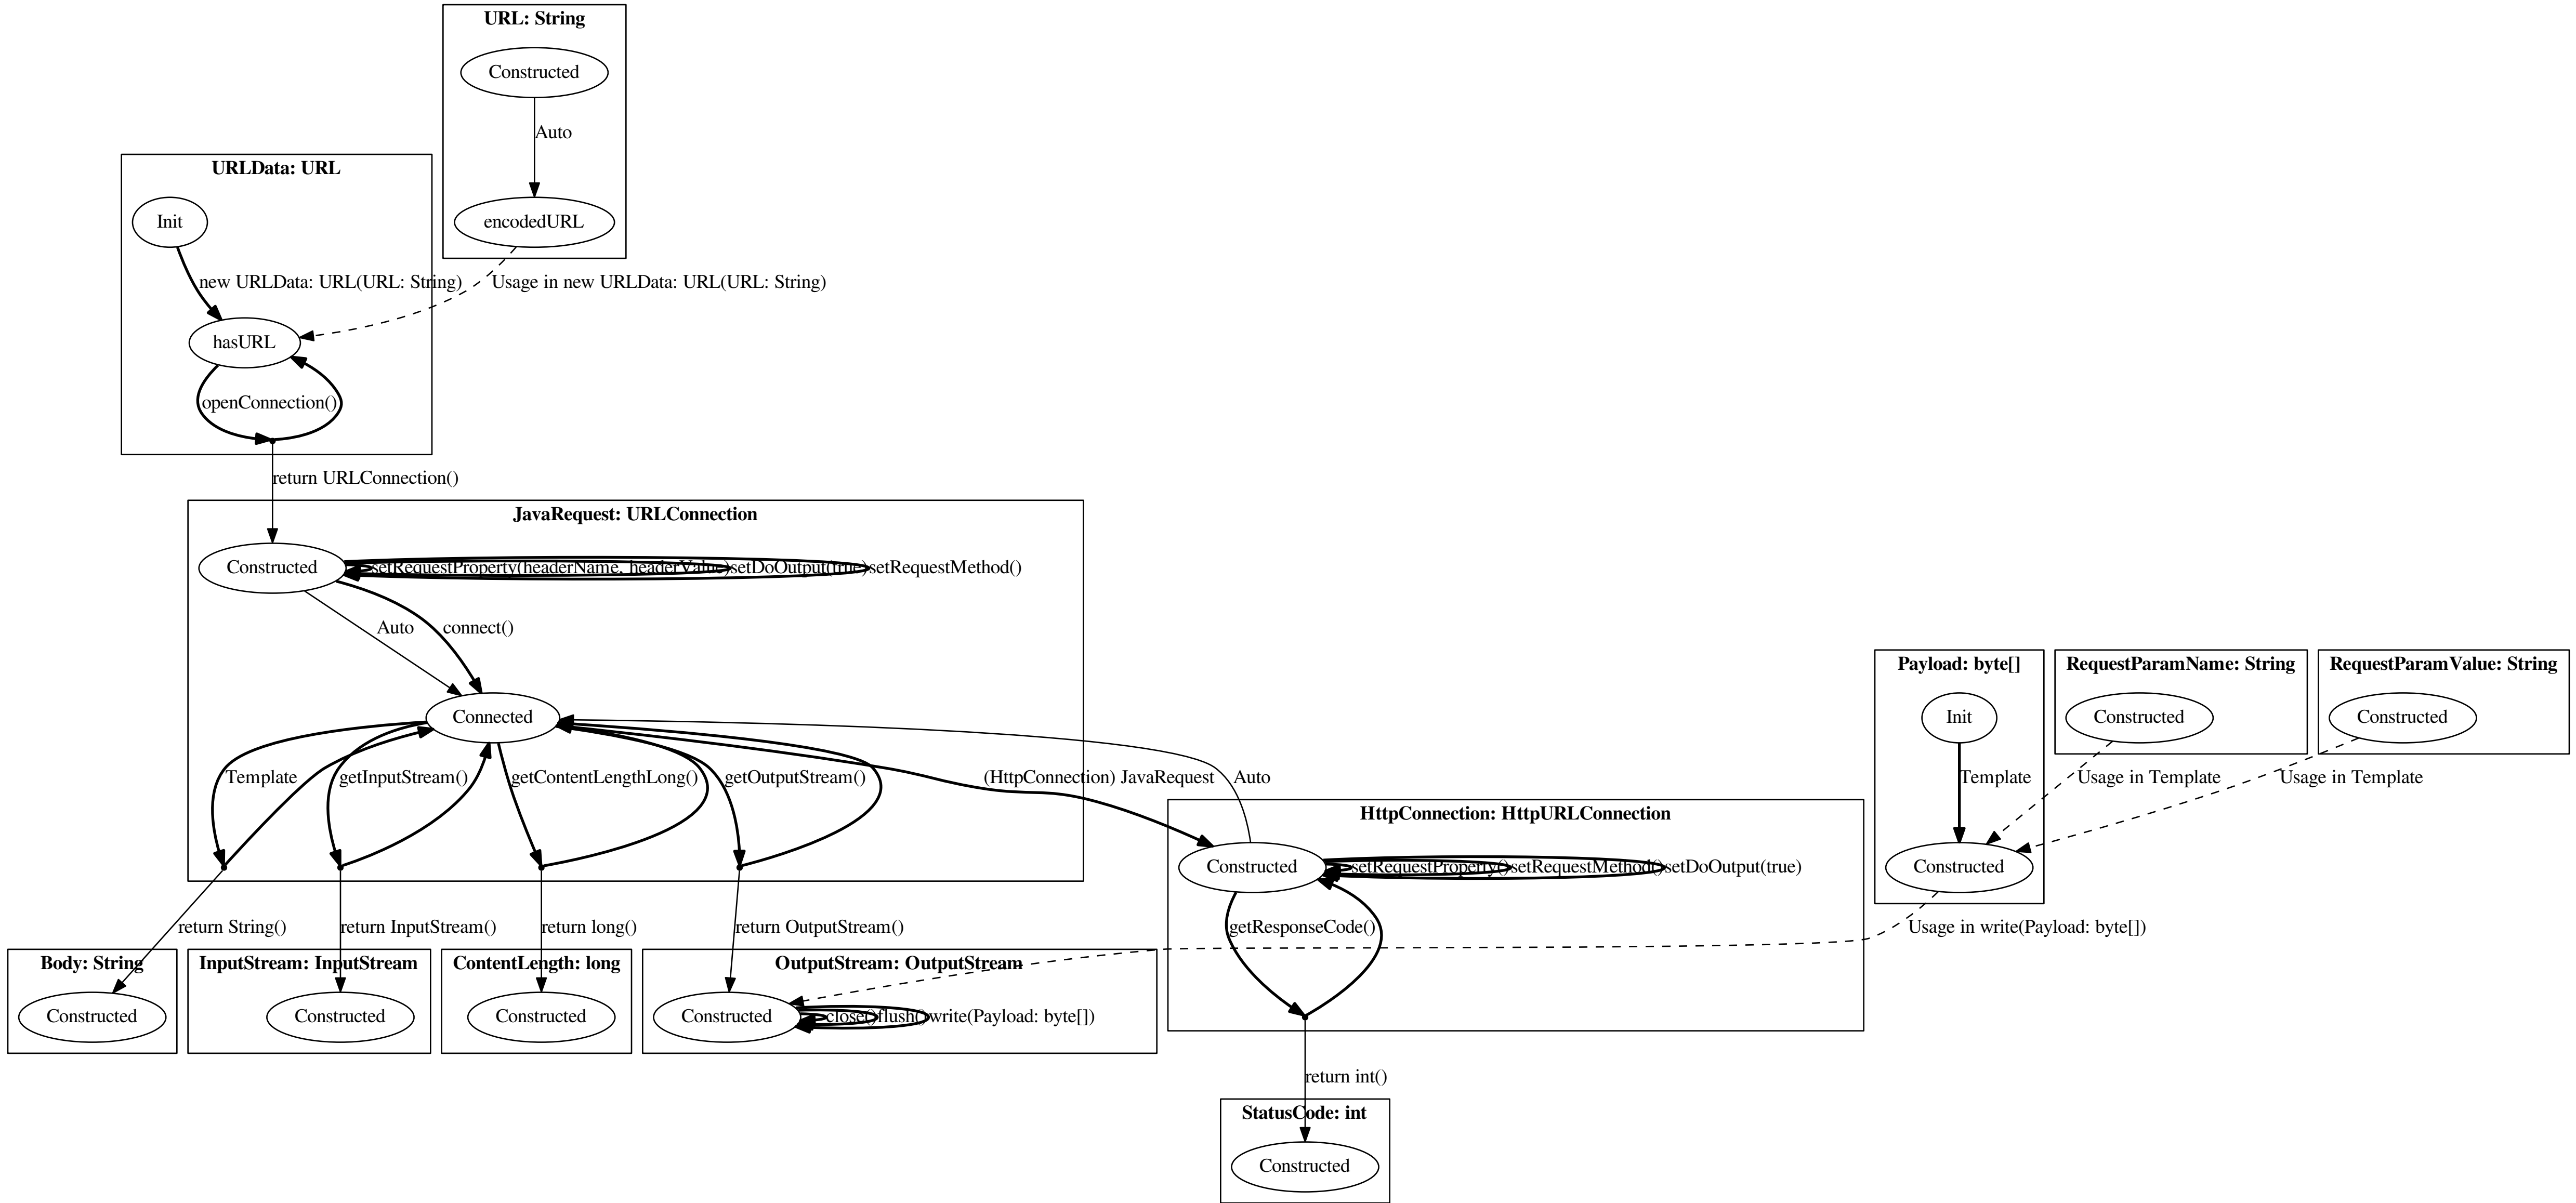 URL: String
Constructed
Auto
URLData: URL
Init
encodedURL
new URLData: URL(URL: String)
Usage in new URLData: URL(URL: String)
hasURL
openConnection()
return URLConnection()
JavaRequest: URLConnection
Constructed
setRequestProperty(headerName, headerValue)
setDoOutput(true)
setRequestMethod()
Auto
connect()
Payload: byte[]
RequestParamName: String
RequestParamValue: String
Connected
Init
Constructed
Constructed
Template
getInputStream()
getContentLengthLong()
getOutputStream()
(HttpConnection) JavaRequest
Auto
Template
Usage in Template
Usage in Template
HttpConnection: HttpURLConnection
Constructed
setRequestProperty()
setRequestMethod()
setDoOutput(true)
Constructed
return String()
return InputStream()
return long()
return OutputStream()
getResponseCode()
Usage in write(Payload: byte[])
Body: String
InputStream: InputStream
ContentLength: long
OutputStream: OutputStream
Constructed
Constructed
Constructed
Constructed
close()
flush()
write(Payload: byte[])
return int()
StatusCode: int
Constructed